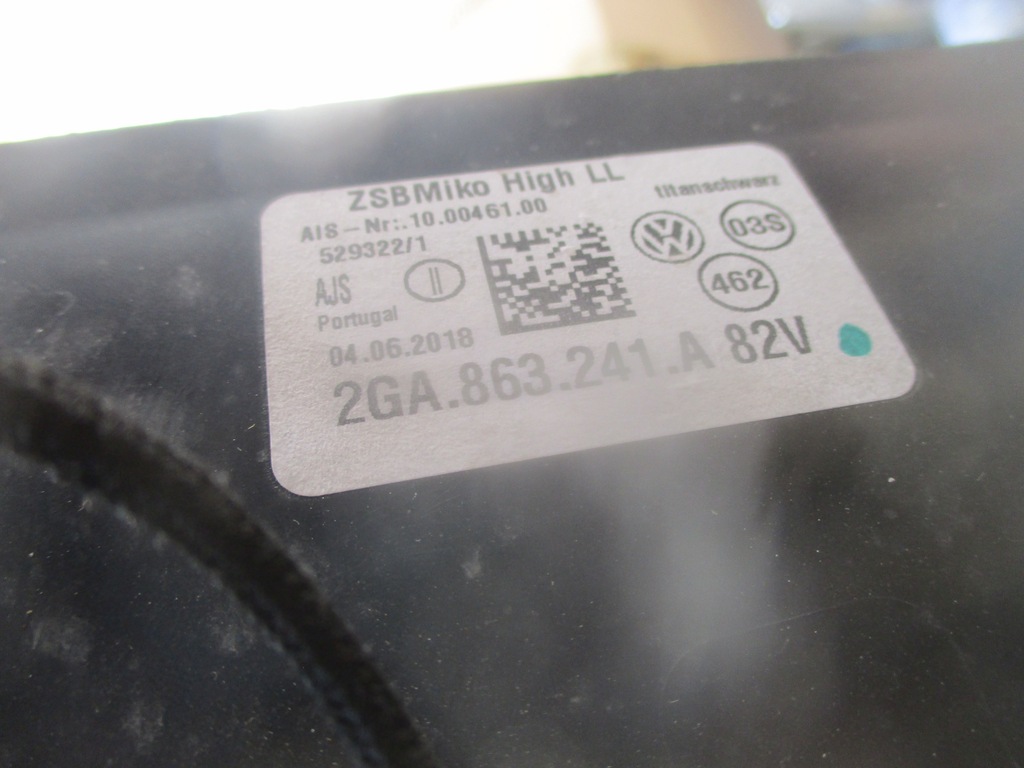 ZSBMiko High LL
titanschwarz
AIS-Nr:.10.00461.00
529322/1
AJS
Portugal
04.06.2018
VW
03S
462
2GA.863.241.A 82V